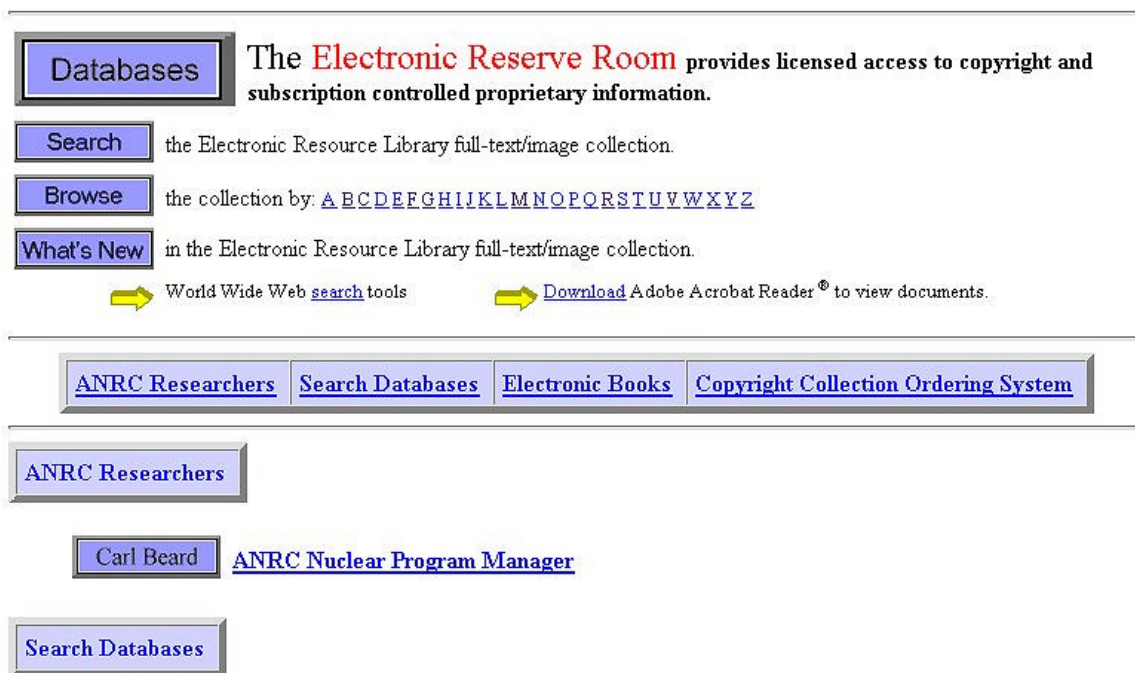 Databases The Electronic Reserve Room provides licensed access to copyright and
subscription controlled proprietary information.
Search the Electronic Resource Library full-text/image collection.
Browse the collection by: A B C D E F G H I J K L M N O P Q R S T U V W X Y Z
What's New in the Electronic Resource Library full-text/image collection.
World Wide Web search tools Download Adobe Acrobat Reader ® to view documents.
ANRC Researchers Search Databases Electronic Books Copyright Collection Ordering System
ANRC Researchers
Carl Beard ANRC Nuclear Program Manager
Search Databases